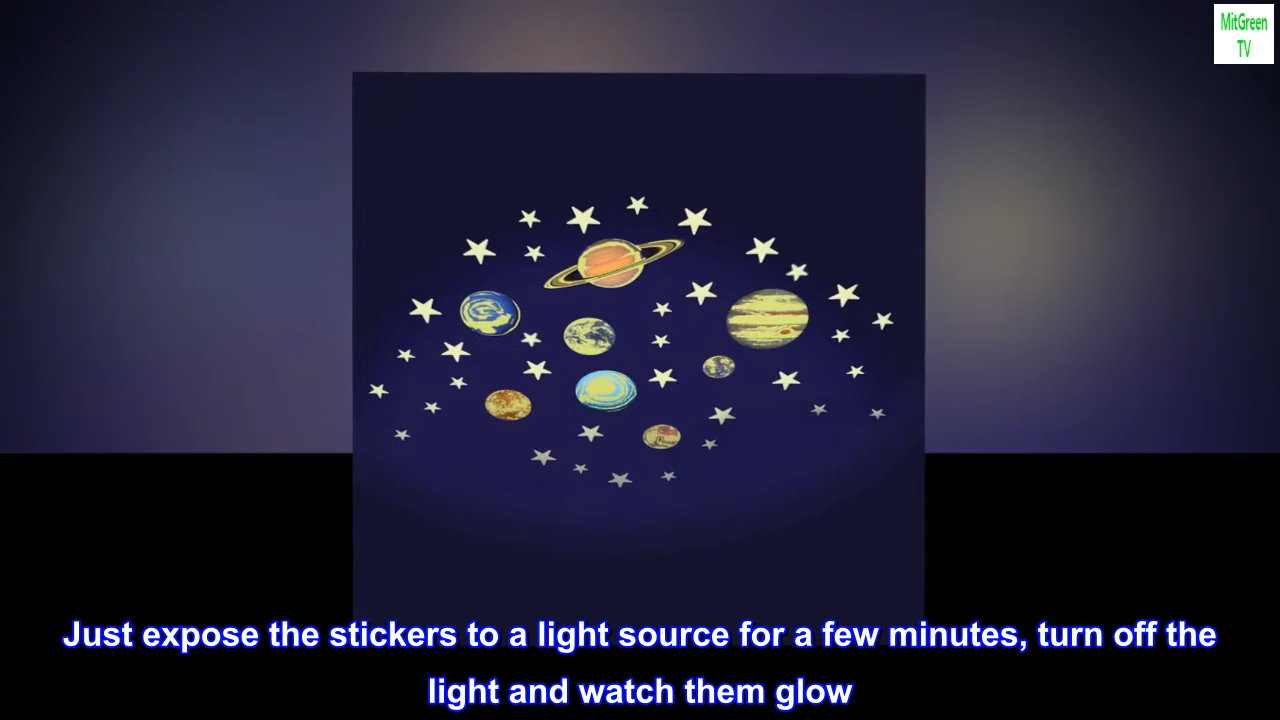 MitGreen
TV
Just expose the stickers to a light source for a few minutes, turn off the
light and watch them glow